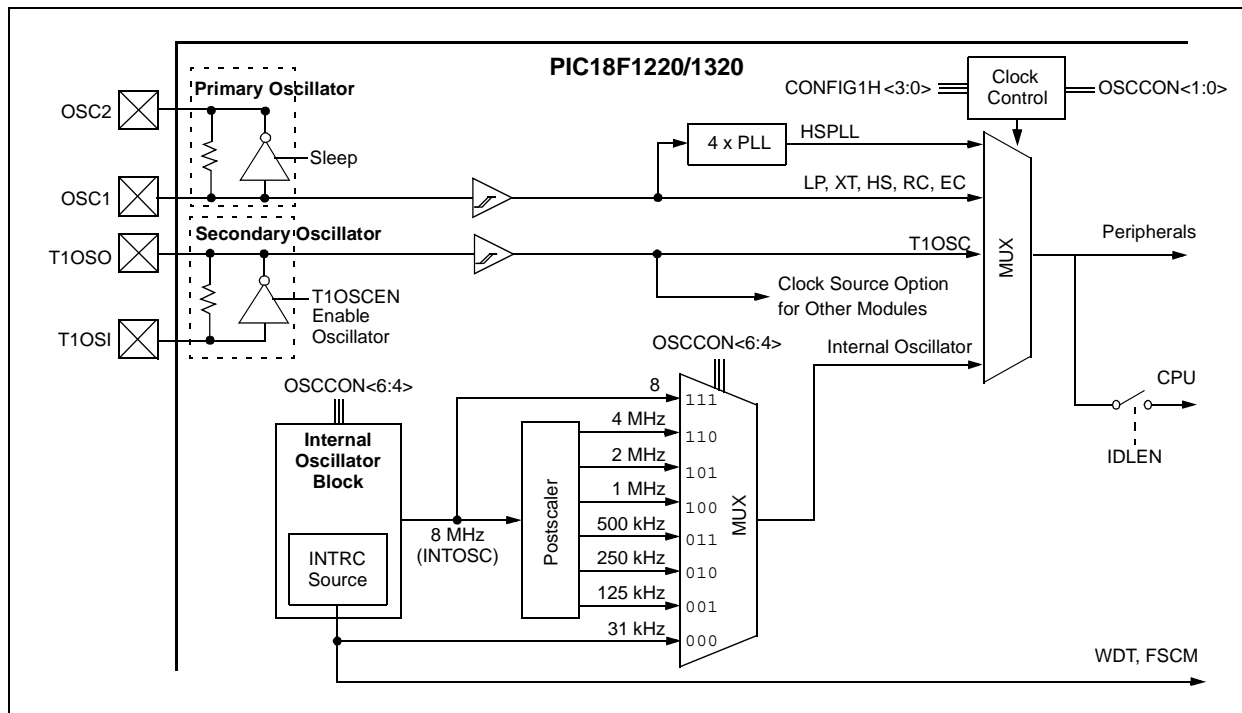 PIC18F1220/1320
Primary Oscillator
OSC2
Sleep
OSC1
Secondary Oscillator
T1OSO
T1OSCEN
Enable
Oscillator
T1OSI
CONFIG1H <3:0>
Clock
Control
OSCCON<1:0>
4 x PLL
HSPLL
LP, XT, HS, RC, EC
T1OSC
Clock Source Option
for Other Modules
Internal Oscillator
MUX
Peripherals
CPU
IDLEN
OSCCON<6:4>
Internal
Oscillator
Block
INTRC
Source
8 MHz
(INTOSC)
Postscaler
OSCCON<6:4>
8
111
4 MHz
110
2 MHz
101
1 MHz
100
500 kHz
011
250 kHz
010
125 kHz
001
31 kHz
000
MUX
WDT, FSCM